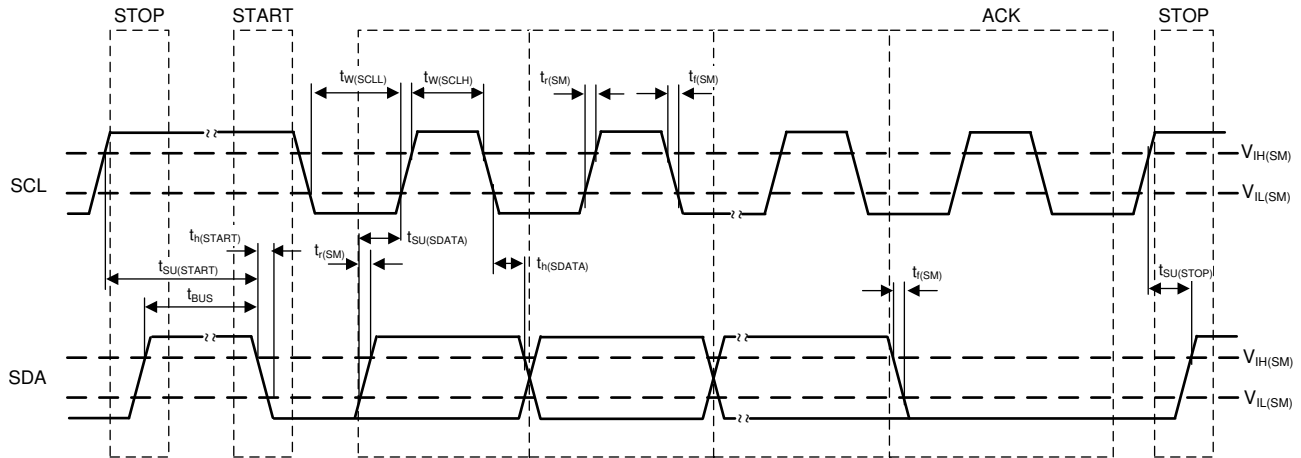 STOP START ACK STOP
tW(SCLL) tW(SCLH) tr(SM) tf(SM)
VIH(SM)
SCL
VIL(SM)
th(START)
tr(SM) tSU(SDATA)
th(SDATA)
tSU(START)
tf(SM)
tSU(STOP)
tBUS
VIH(SM)
SDA
VIL(SM)